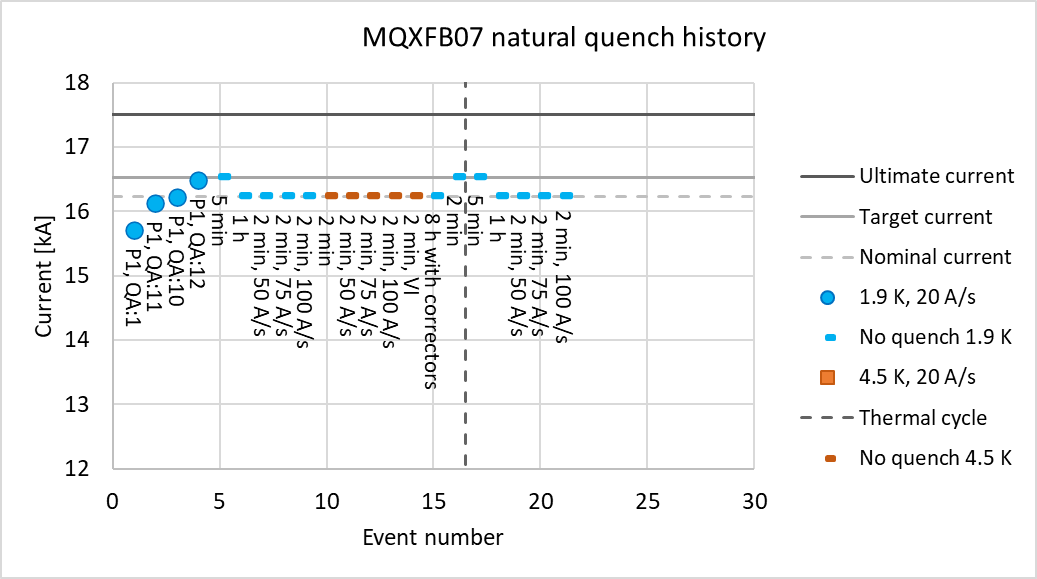 MQXFB07 natural quench history
18
17
16
15
14
13
12
Current [kA]
0
5
10
15
20
25
30
Event number
P1, QA:1
P1, QA:11
P1, QA:10
P1, QA:12
5 min
1 h
2 min, 50 A/s
2 min, 75 A/s
2 min, 100 A/s
2 min
2 min, 50 A/s
2 min, 75 A/s
2 min, 100 A/s
2 min, VI
8 h with correctors
2 min
5 min
1 h
2 min, 50 A/s
2 min, 75 A/s
2 min, 100 A/s
Ultimate current
Target current
Nominal current
1.9 K, 20 A/s
No quench 1.9 K
4.5 K, 20 A/s
Thermal cycle
No quench 4.5 K